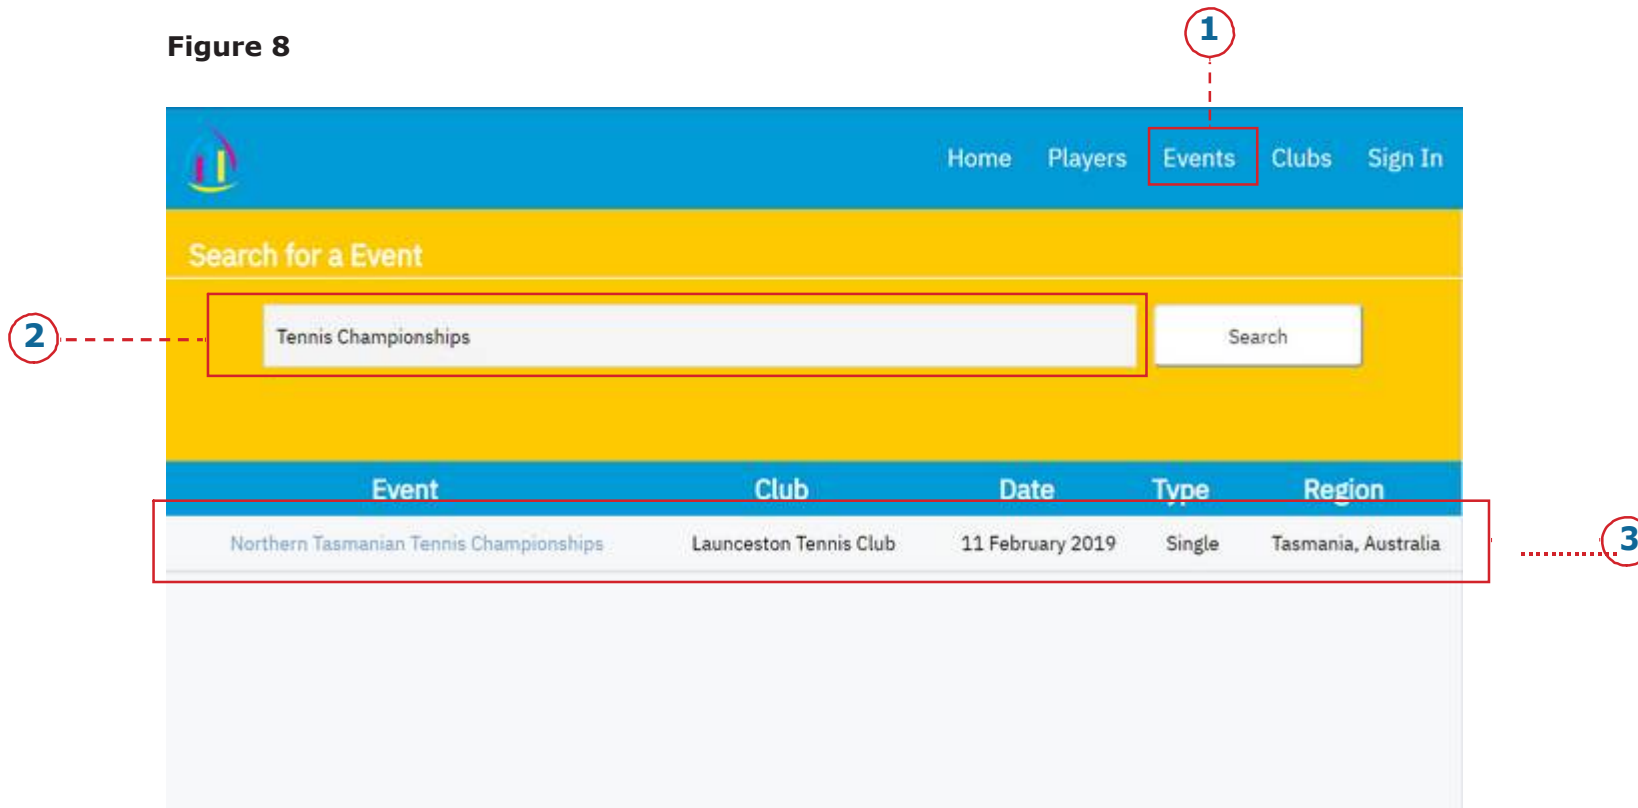 1
Figure 8
Home Players Events Clubs Sign In
Search for a Event
2
Tennis Championships Search
Event Club Date Type Region
Northern Tasmanian Tennis Championships Launceston Tennis Club 11 February 2019 Single Tasmania, Australia
3